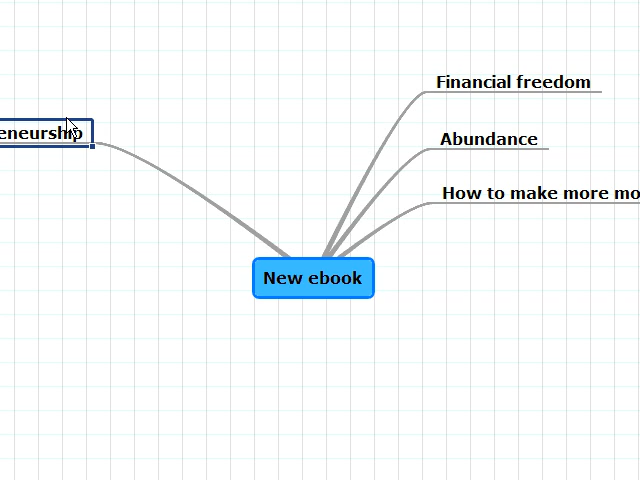 Financial freedom
eneurship
Abundance
How to make more mo
New ebook